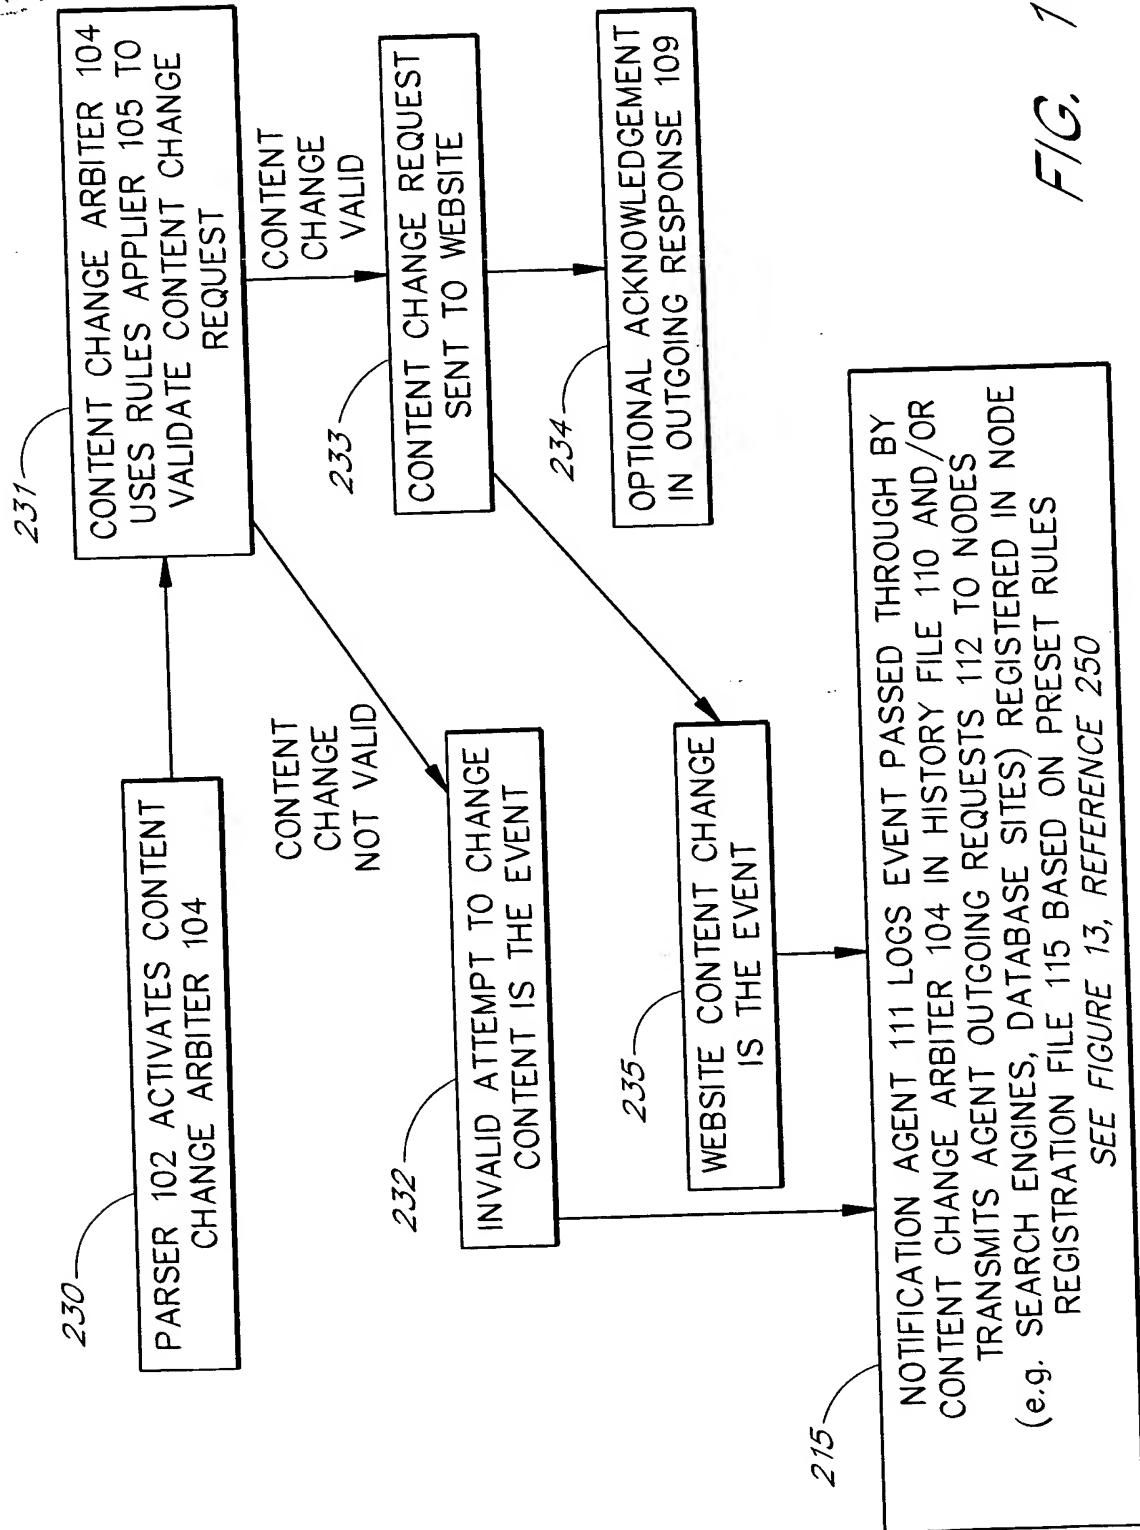 230
PARSER 102 ACTIVATES CONTENT
CHANGE ARBITER 104
231
CONTENT CHANGE ARBITER 104
USES RULES APPLIER 105 TO
VALIDATE CONTENT CHANGE
REQUEST
CONTENT
CHANGE
NOT VALID
CONTENT
CHANGE
VALID
232
INVALID ATTEMPT TO CHANGE
CONTENT IS THE EVENT
233
CONTENT CHANGE REQUEST
SENT TO WEBSITE
235
WEBSITE CONTENT CHANGE
IS THE EVENT
234
OPTIONAL ACKNOWLEDGEMENT
IN OUTGOING RESPONSE 109
215
NOTIFICATION AGENT 111 LOGS EVENT PASSED THROUGH BY
CONTENT CHANGE ARBITER 104 IN HISTORY FILE 110 AND/OR
TRANSMITS AGENT OUTGOING REQUESTS 112 TO NODES
(e.g. SEARCH ENGINES, DATABASE SITES) REGISTERED IN NODE
REGISTRATION FILE 115 BASED ON PRESET RULES
SEE FIGURE 13, REFERENCE 250
FIG. 1